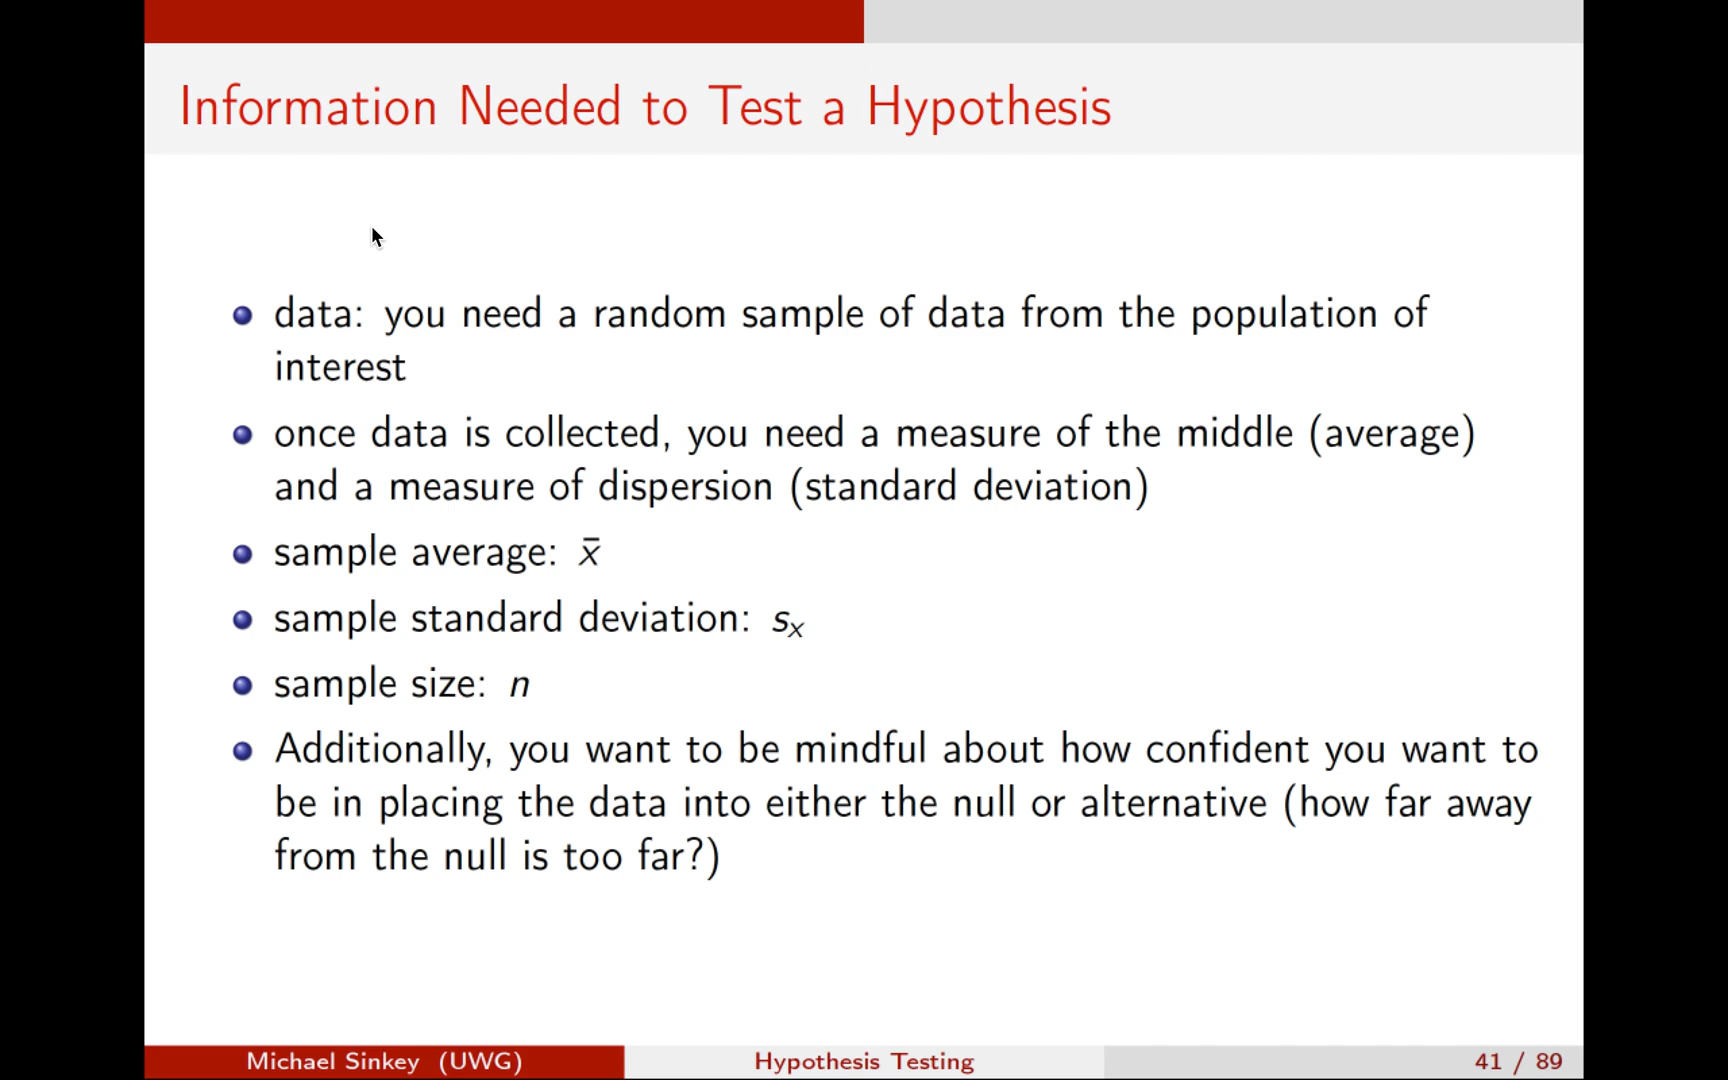 Information Needed to Test a Hypothesis
data: you need a random sample of data from the population of
interest
once data is collected, you need a measure of the middle (average)
and a measure of dispersion (standard deviation)
sample average: x̄
sample standard deviation: sₓ
sample size: n
Additionally, you want to be mindful about how confident you want to
be in placing the data into either the null or alternative (how far away
from the null is too far?)
Michael Sinkey (UWG) Hypothesis Testing 41 / 89